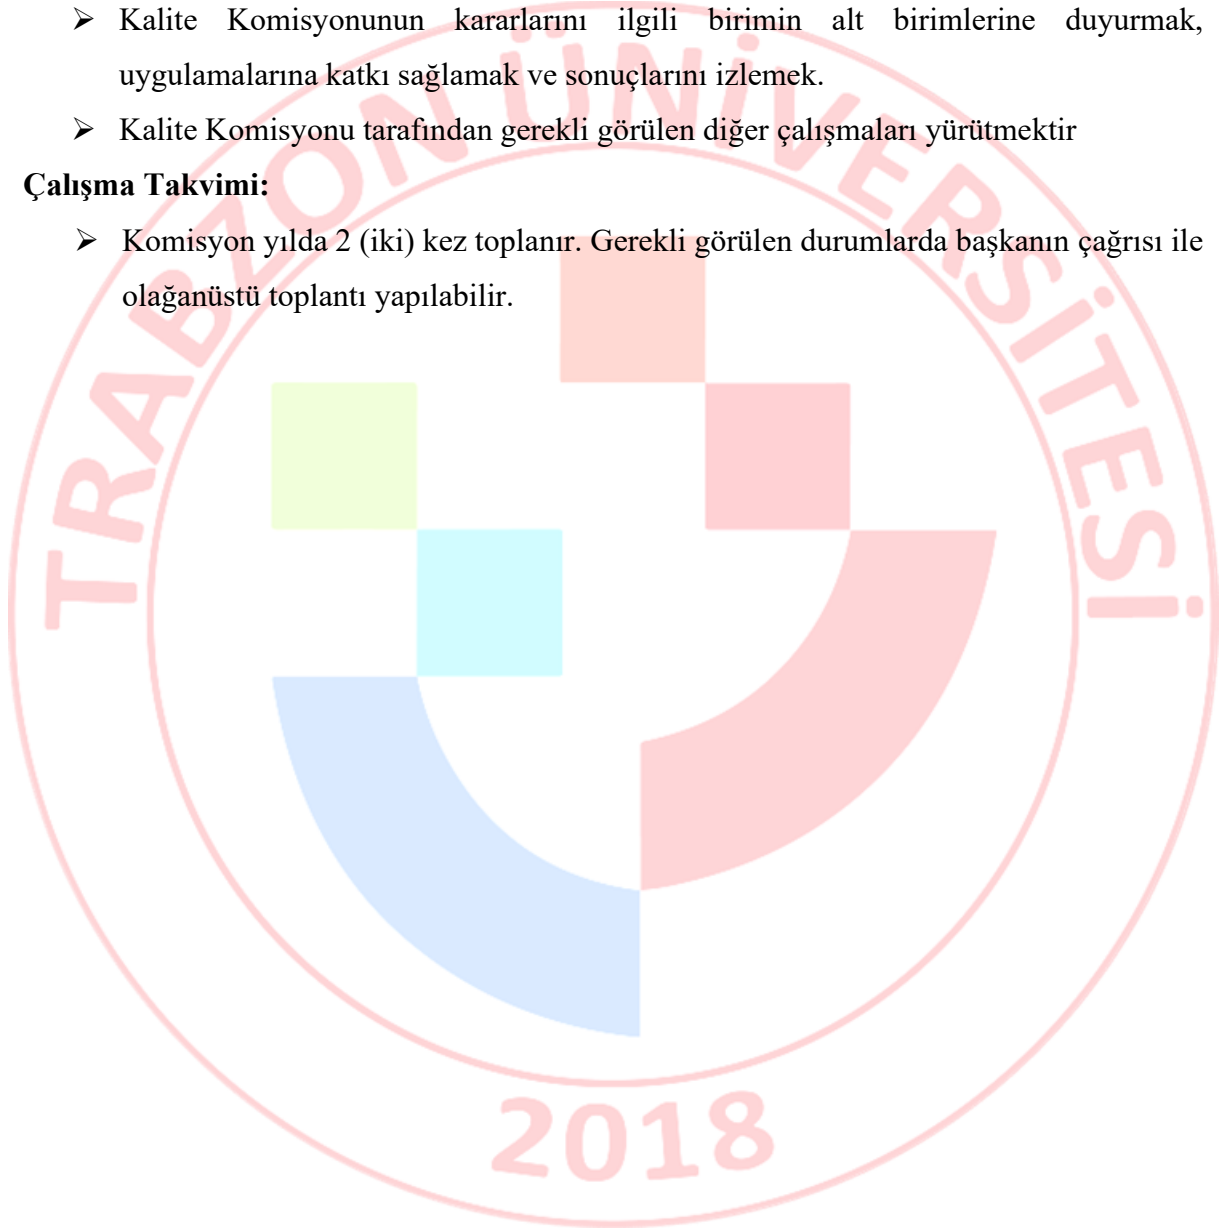 ➢ Kalite Komisyonunun kararlarını ilgili birimin alt birimlerine duyurmak,
uygulamalarına katkı sağlamak ve sonuçlarını izlemek.
➢ Kalite Komisyonu tarafından gerekli görülen diğer çalışmaları yürütmektir
Çalışma Takvimi:
➢ Komisyon yılda 2 (iki) kez toplanır. Gerekli görülen durumlarda başkanın çağrısı ile
olağanüstü toplantı yapılabilir.
TRABZON ÜNİVERSİTESİ
2018